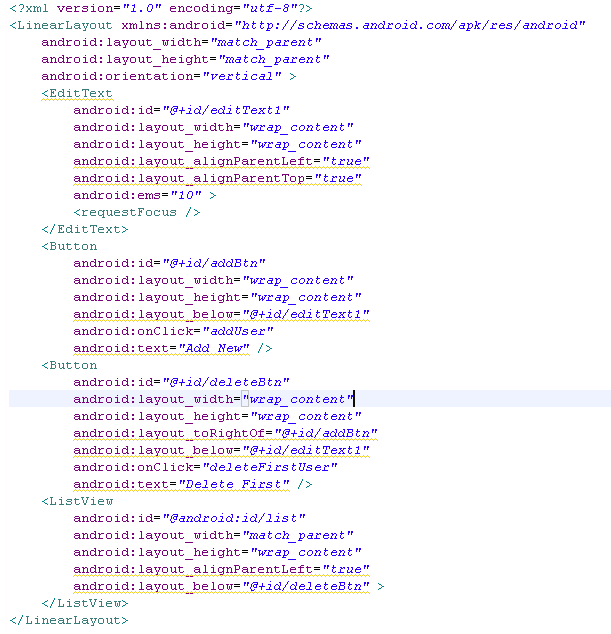 <?xml version="1.0" encoding="utf-8"?>
<LinearLayout xmlns:android="http://schemas.android.com/apk/res/android"
    android:layout_width="match_parent"
    android:layout_height="match_parent"
    android:orientation="vertical" >
    <EditText
        android:id="@+id/editText1"
        android:layout_width="wrap_content"
        android:layout_height="wrap_content"
        android:layout_alignParentLeft="true"
        android:layout_alignParentTop="true"
        android:ems="10" >
        <requestFocus />
    </EditText>
    <Button
        android:id="@+id/addBtn"
        android:layout_width="wrap_content"
        android:layout_height="wrap_content"
        android:layout_below="@+id/editText1"
        android:onClick="addUser"
        android:text="Add New" />
    <Button
        android:id="@+id/deleteBtn"
        android:layout_width="wrap_content"
        android:layout_height="wrap_content"
        android:layout_toRightOf="@+id/addBtn"
        android:layout_below="@+id/editText1"
        android:onClick="deleteFirstUser"
        android:text="Delete First" />
    <ListView
        android:id="@android:id/list"
        android:layout_width="match_parent"
        android:layout_height="wrap_content"
        android:layout_alignParentLeft="true"
        android:layout_below="@+id/deleteBtn" >
    </ListView>
</LinearLayout>